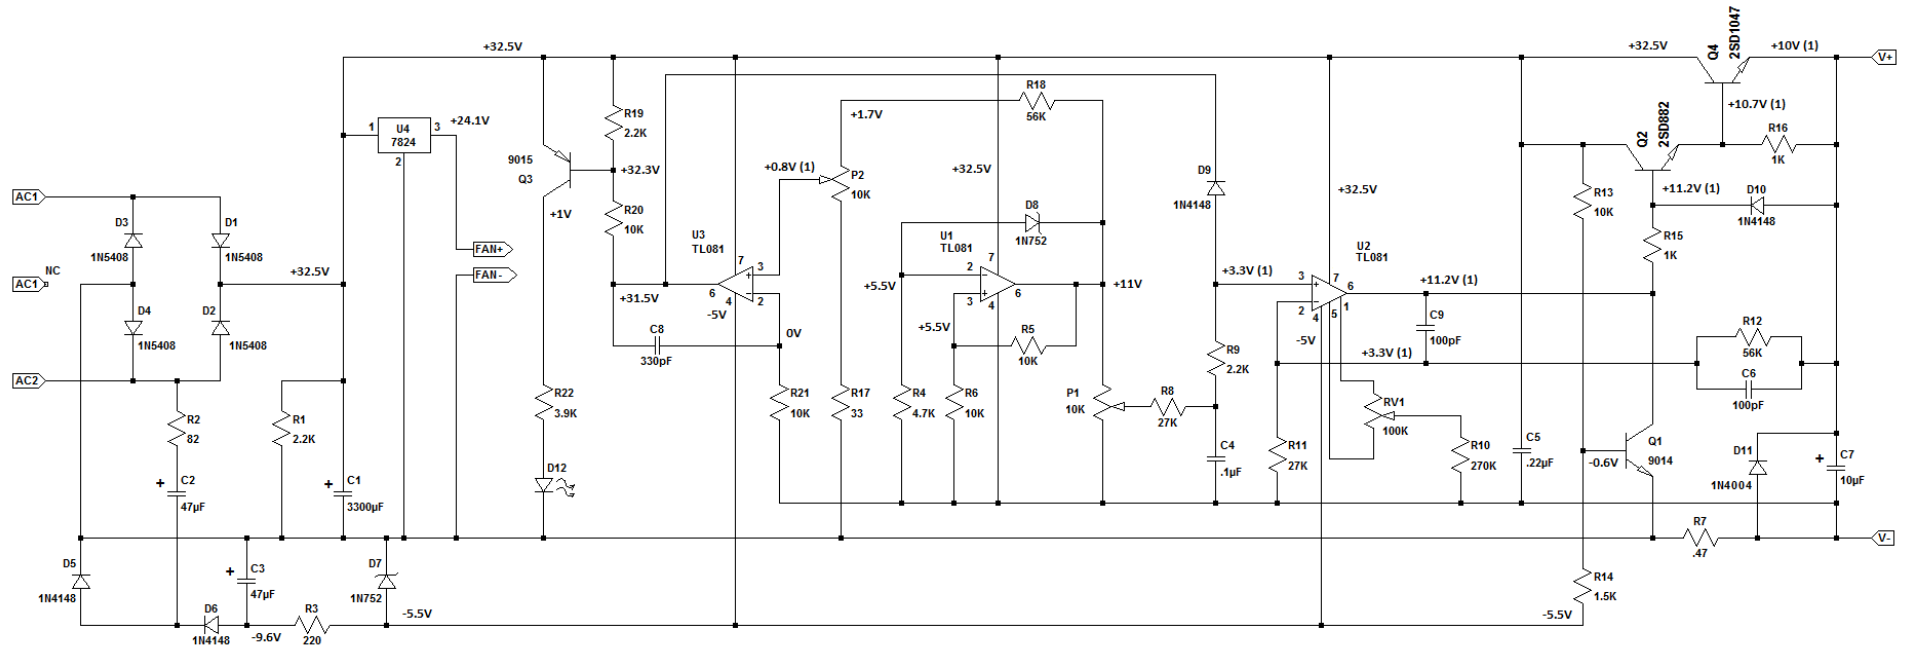 +32.5V
+32.5V
Q4
2SD1047
+10V (1)
V+
U4
7824
1
3
2
+24.1V
R19
2.2K
9015
Q3
+32.3V
+1V
R20
10K
+1.7V
R18
56K
+0.8V (1)
P2
10K
+32.5V
D8
1N752
D9
1N4148
+32.5V
Q2
2SD882
+10.7V (1)
R16
1K
R13
10K
+11.2V (1)
D10
1N4148
R15
1K
AC1
D3
1N5408
D1
1N5408
NC
AC1
+32.5V
FAN+
FAN-
D4
1N5408
D2
1N5408
AC2
U3
TL081
7
3
+
-
6
4
2
+31.5V
-5V
0V
C8
330pF
U1
TL081
7
2
-
+
3
4
6
+5.5V
+5.5V
+11V
R5
10K
+3.3V (1)
U2
TL081
3
7
+
-
2
4
5
1
6
-5V
+11.2V (1)
C9
100pF
+3.3V (1)
R12
56K
C6
100pF
R9
2.2K
R2
82
R1
2.2K
R22
3.9K
R21
10K
R17
33
R4
4.7K
R6
10K
P1
10K
R8
27K
RV1
100K
R11
27K
R10
270K
C4
.1µF
C5
.22µF
-0.6V
Q1
9014
D11
1N4004
+
C7
10µF
+
C2
47µF
+
C1
3300µF
D12
R7
.47
V-
D5
1N4148
+
C3
47µF
D7
1N752
D6
1N4148
-9.6V
R3
220
-5.5V
R14
1.5K
-5.5V